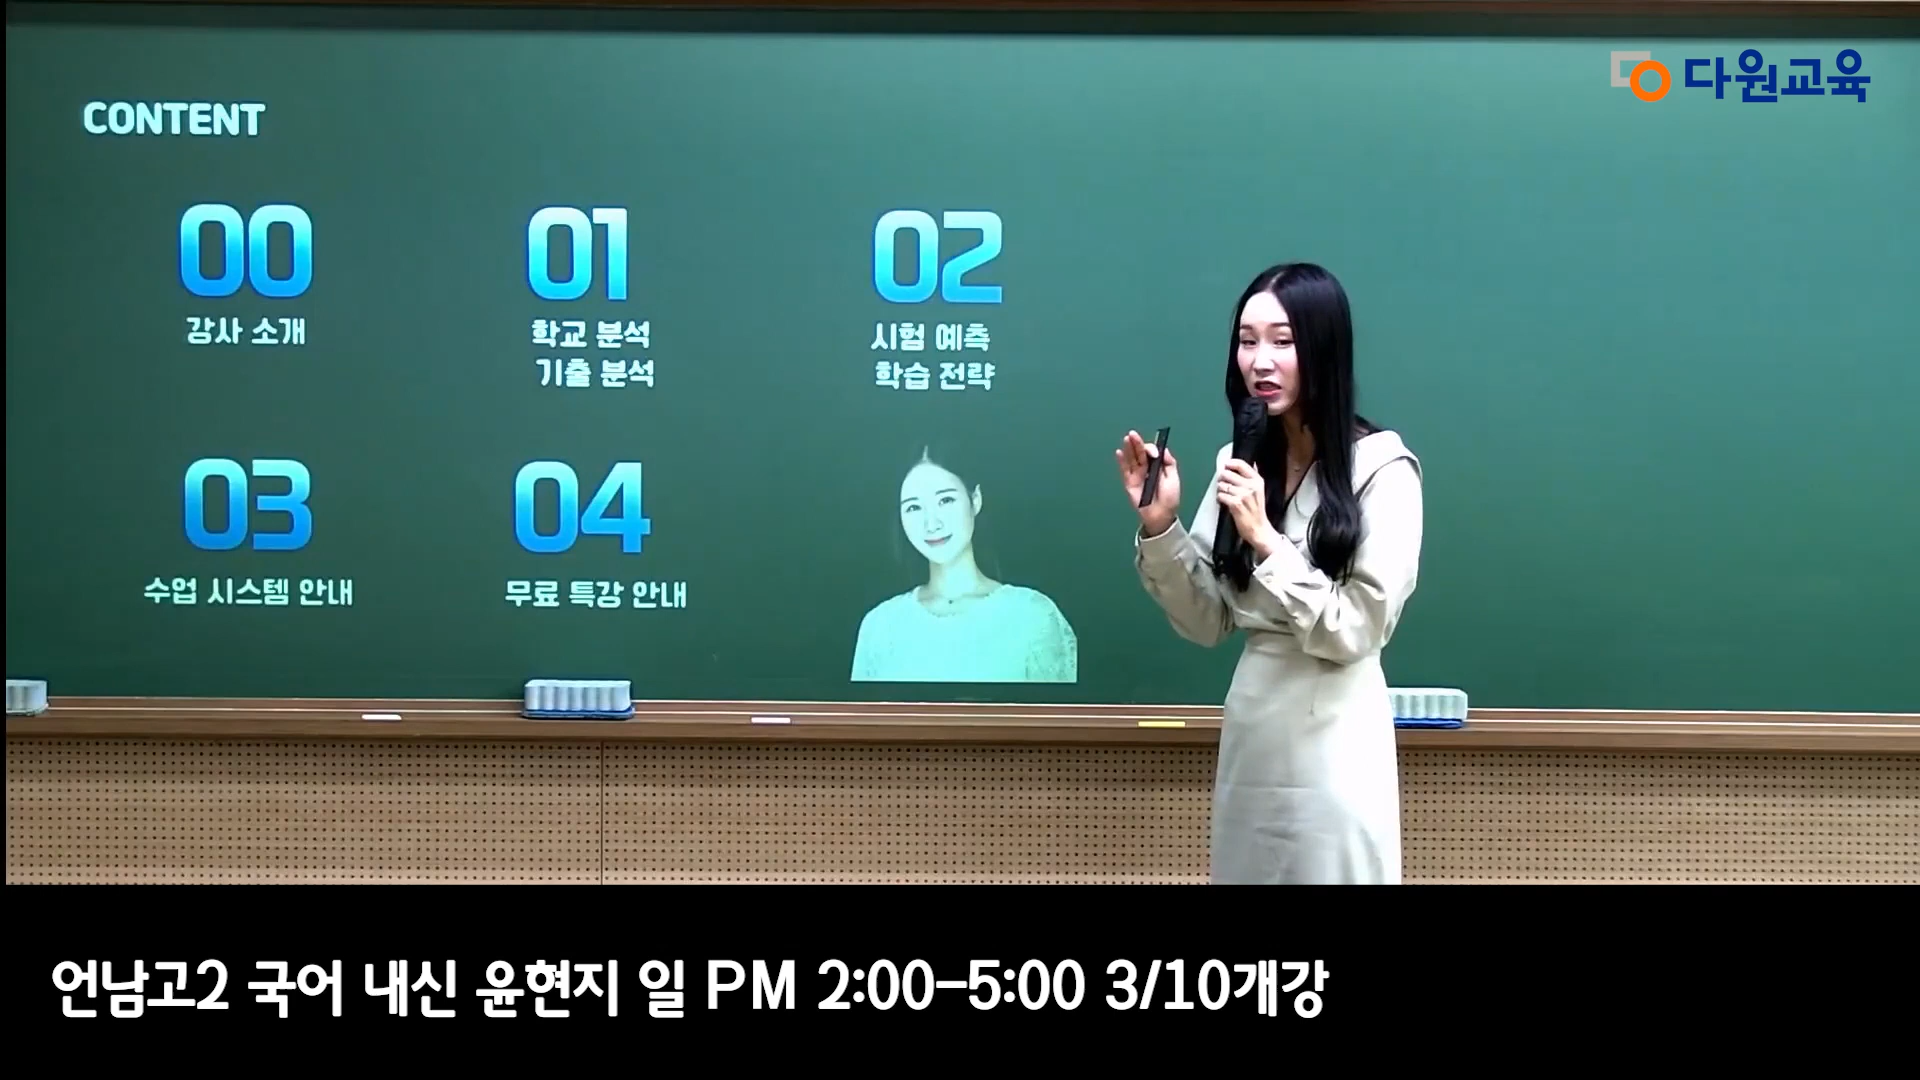 다원교육
CONTENT
00
강사 소개
01
학교 분석
기출 분석
02
시험 예측
학습 전략
03
수업 시스템 안내
04
무료 특강 안내
언남고2 국어 내신 윤현지 일 PM 2:00-5:00 3/10개강